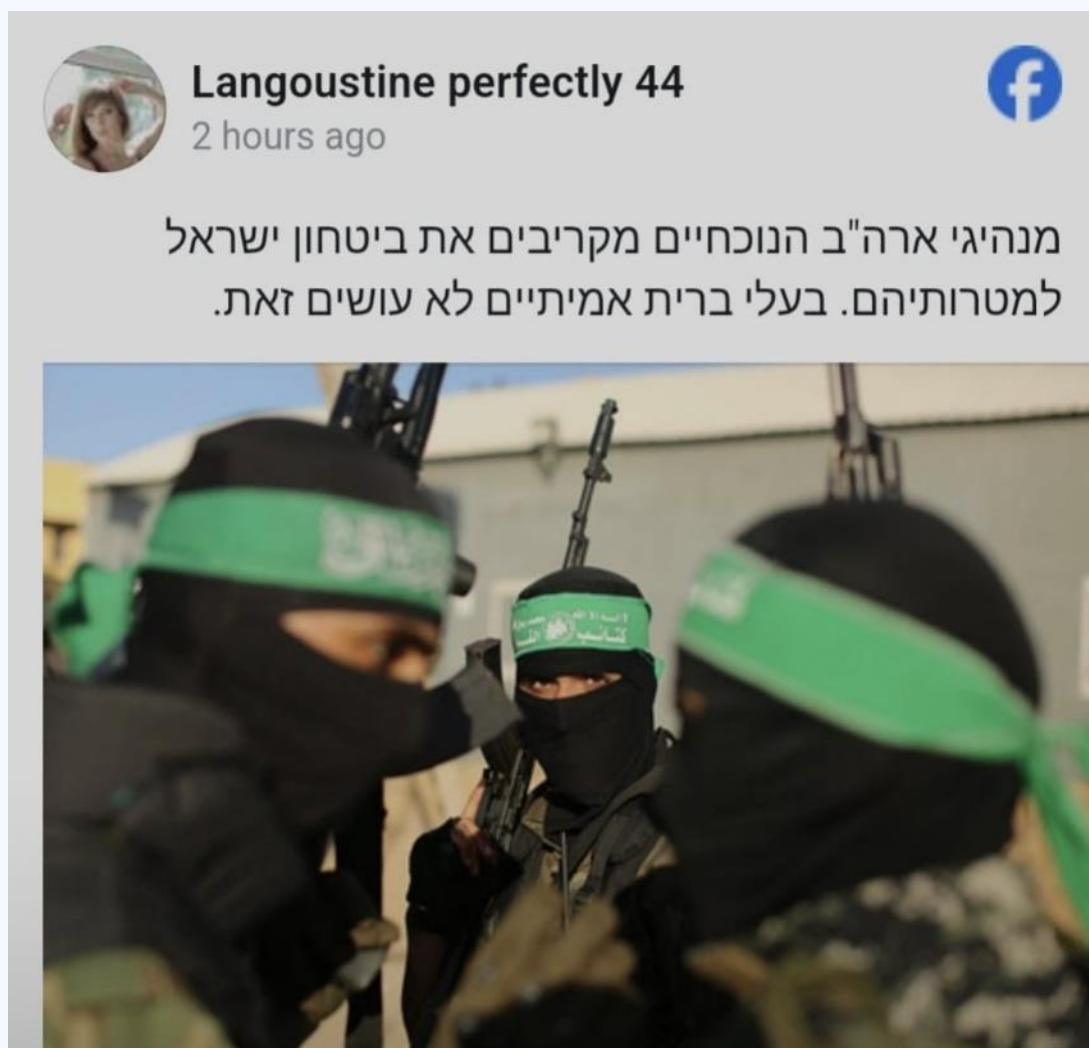 Langoustine perfectly 44
2 hours ago
מנהיגי ארה"ב הנוכחיים מקריבים את ביטחון ישראל
למטרותיהם. בעלי ברית אמיתיים לא עושים זאת.
كتائب